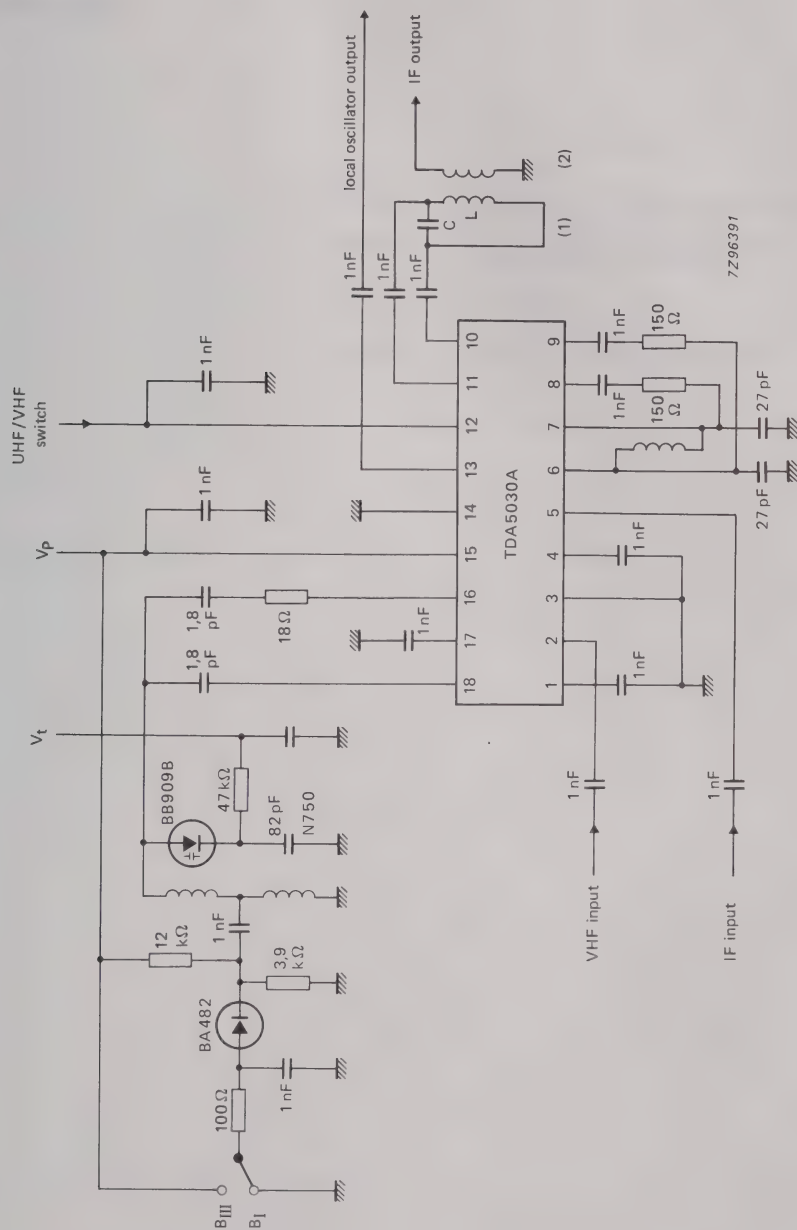 UHF/VHF
switch
1 nF
Vp
1 nF
Vt
local oscillator output
IF output
1 nF
1 nF
1 nF
C
L
(1)
(2)
1,8
pF
1,8
pF
18 Ω
1 nF
BB909B
47 kΩ
82 pF
N750
12
kΩ
1 nF
3,9
kΩ
BA482
1 nF
100 Ω
BIII
BI
18
17
16
15
14
13
12
11
10
TDA5030A
1
2
3
4
5
6
7
8
9
1 nF
1 nF
1 nF
1 nF
150
Ω
150
Ω
27 pF
27 pF
1 nF
VHF input
1 nF
IF input
7Z96391